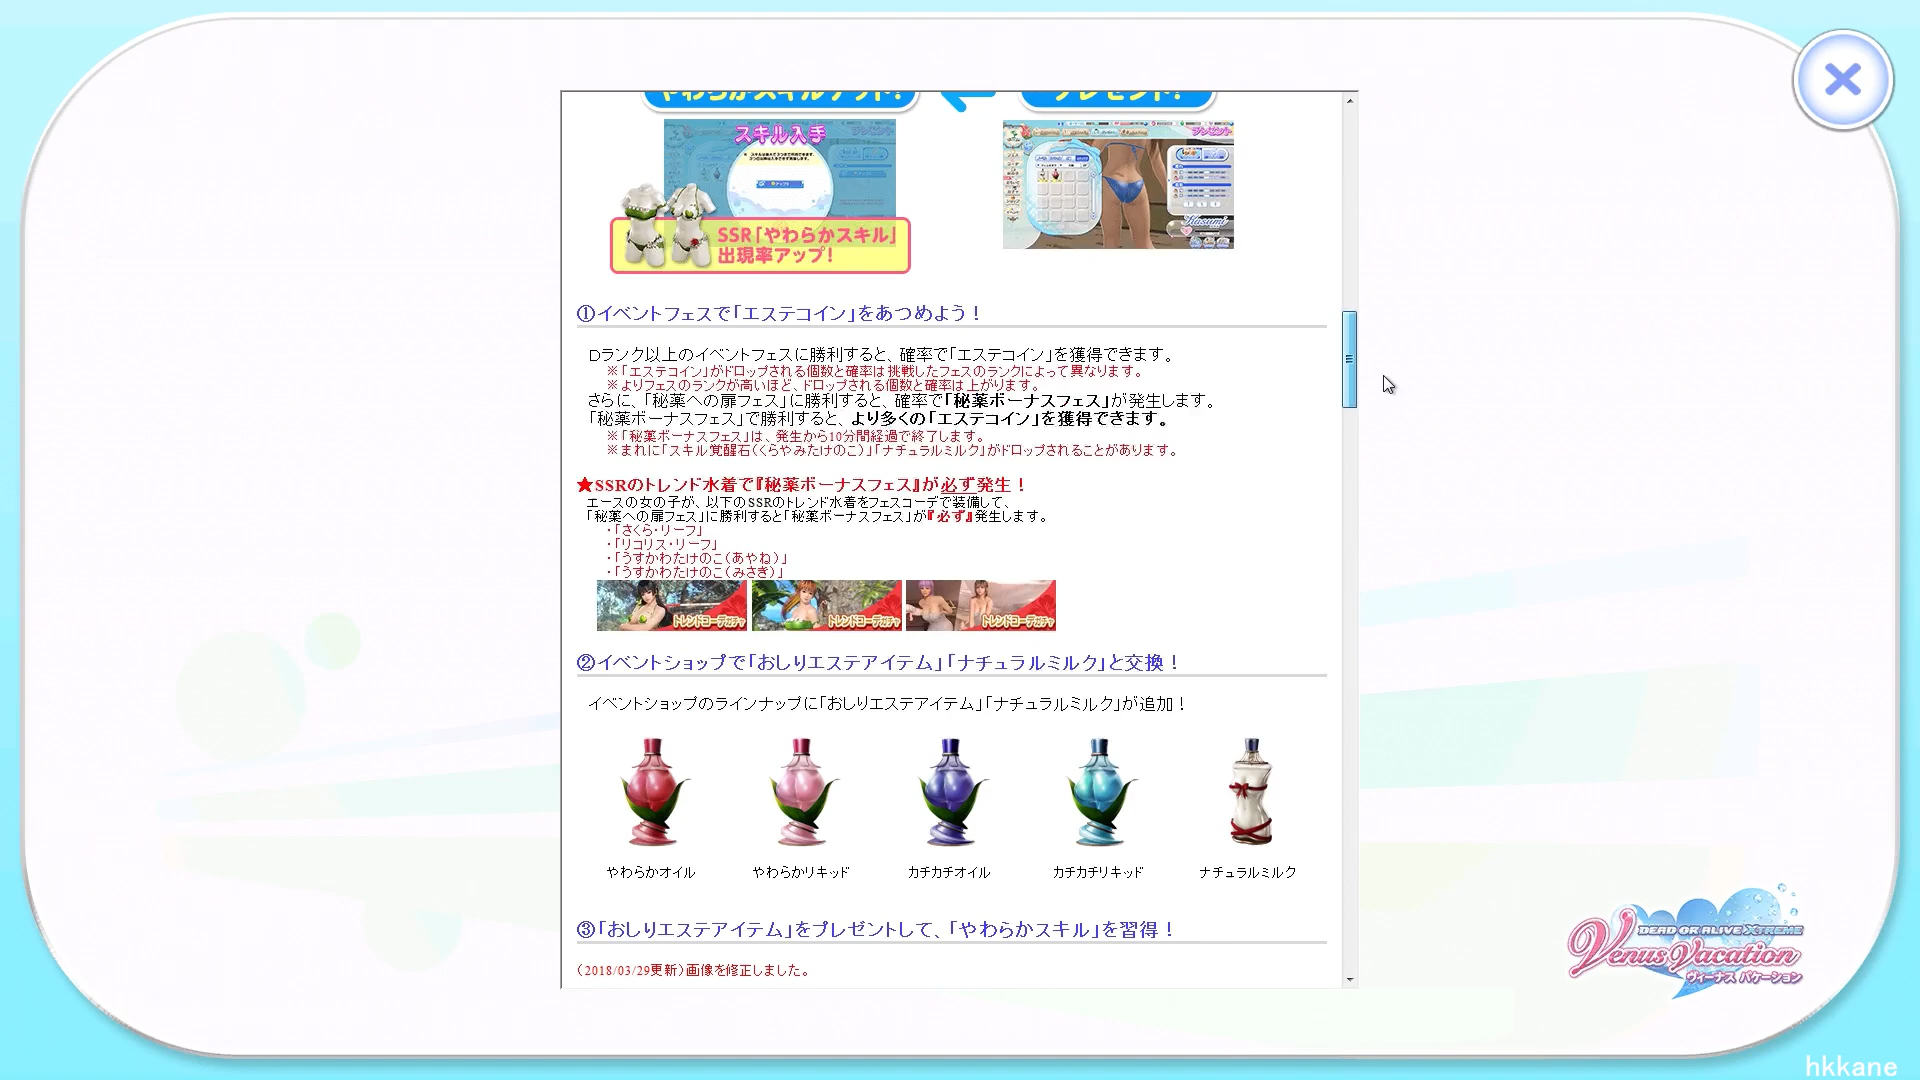 やわらかスキルゲット!
プレゼント!
スキル入手
SSR「やわらかスキル」
出現率アップ!
Kasumi
①イベントフェスで「エステコイン」をあつめよう！
Dランク以上のイベントフェスに勝利すると、確率で「エステコイン」を獲得できます。
※「エステコイン」がドロップされる個数と確率は挑戦したフェスのランクによって異なります。
※よりフェスのランクが高いほど、ドロップされる個数と確率は上がります。
さらに、「秘薬への扉フェス」に勝利すると、確率で「秘薬ボーナスフェス」が発生します。
「秘薬ボーナスフェス」で勝利すると、より多くの「エステコイン」を獲得できます。
※「秘薬ボーナスフェス」は、発生から10分間経過で終了します。
※まれに「スキル覚醒石(くらやみたけのこ)」「ナチュラルミルク」がドロップされることがあります。
★SSRのトレンド水着で『秘薬ボーナスフェス』が必ず発生！
エースの女の子が、以下のSSRのトレンド水着をフェスコーデで装備して、
「秘薬への扉フェス」に勝利すると「秘薬ボーナスフェス」が『必ず』発生します。
・「さくら・リーフ」
・「リコリス・リーフ」
・「うすかわたけのこ(あやね)」
・「うすかわたけのこ(みさき)」
トレンドコーデガチャ
トレンドコーデガチャ
トレンドコーデガチャ
②イベントショップで「おしりエステアイテム」「ナチュラルミルク」と交換！
イベントショップのラインナップに「おしりエステアイテム」「ナチュラルミルク」が追加！
やわらかオイル
やわらかリキッド
カチカチオイル
カチカチリキッド
ナチュラルミルク
③「おしりエステアイテム」をプレゼントして、「やわらかスキル」を習得！
(2018/03/29更新)画像を修正しました。
DEAD OR ALIVE XTREME
Venus Vacation
ヴィーナス バケーション
hkkane